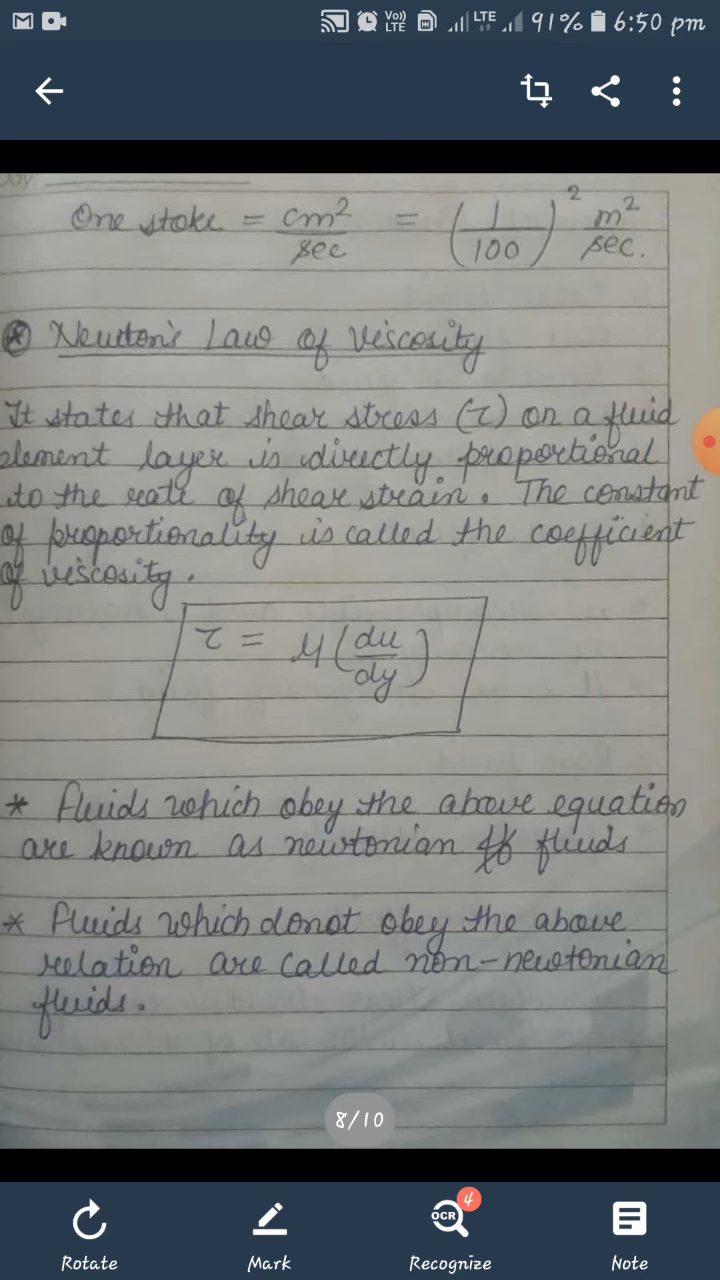 Vo)) LTE LTE 91% 6:50 pm
Day:
One stoke = cm²/sec = (1/100)² m²/sec.
Newton's Law of Viscosity
It states that shear stress (τ) on a fluid
element layer is directly proportional
to the rate of shear strain. The constant
of proportionality is called the coefficient
of viscosity.
τ = μ(du/dy)
* Fluids which obey the above equation
are known as newtonian fluids
* Fluids which donot obey the above
relation are called non-newtonian
fluids.
8/10
OCR 4
Rotate Mark Recognize Note